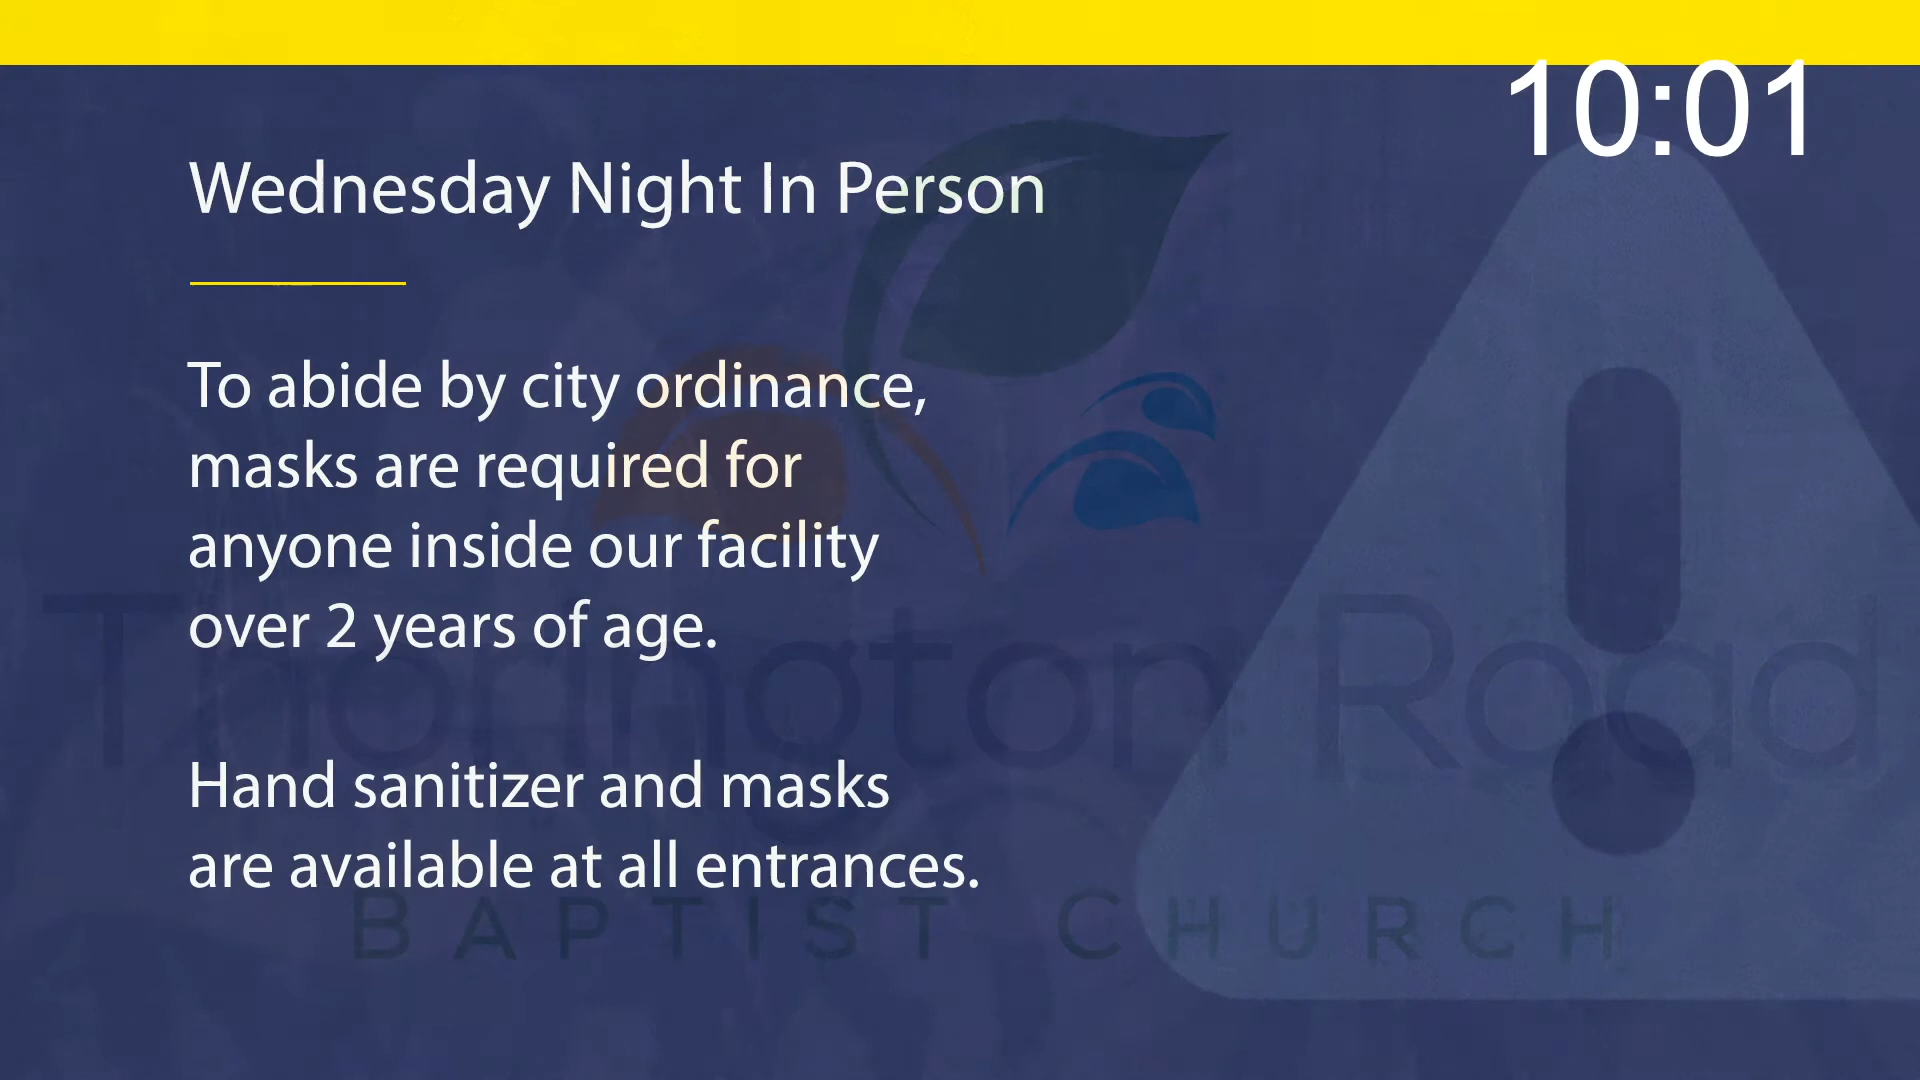 10:01
Wednesday Night In Person
To abide by city ordinance,
masks are required for
anyone inside our facility
over 2 years of age.
Hand sanitizer and masks
are available at all entrances.
Thorington Road
BAPTIST CHURCH